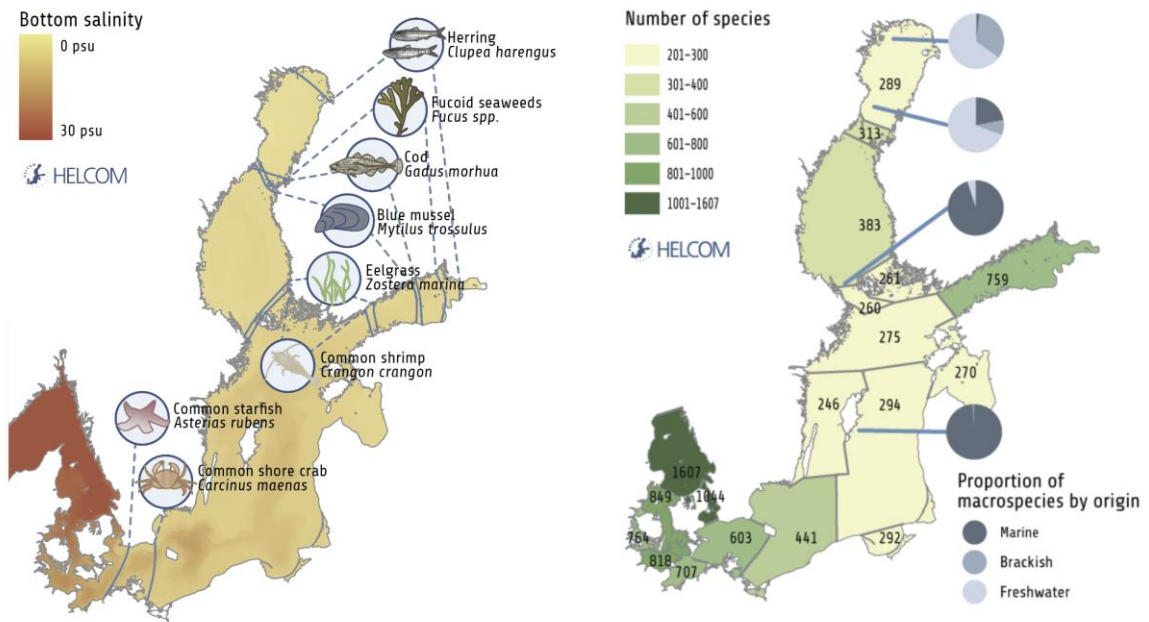 Bottom salinity
0 psu
30 psu
HELCOM
Herring
Clupea harengus
Fucoid seaweeds
Fucus spp.
Cod
Gadus morhua
Blue mussel
Mytilus trossulus
Eelgrass
Zostera marina
Common shrimp
Crangon crangon
Common starfish
Asterias rubens
Common shore crab
Carcinus maenas
Number of species
201-300
301-400
401-600
601-800
801-1000
1001-1607
HELCOM
289
313
383
261
759
260
275
270
246
294
1607
849
1044
764
603
441
818
707
292
Proportion of
macrospecies by origin
Marine
Brackish
Freshwater